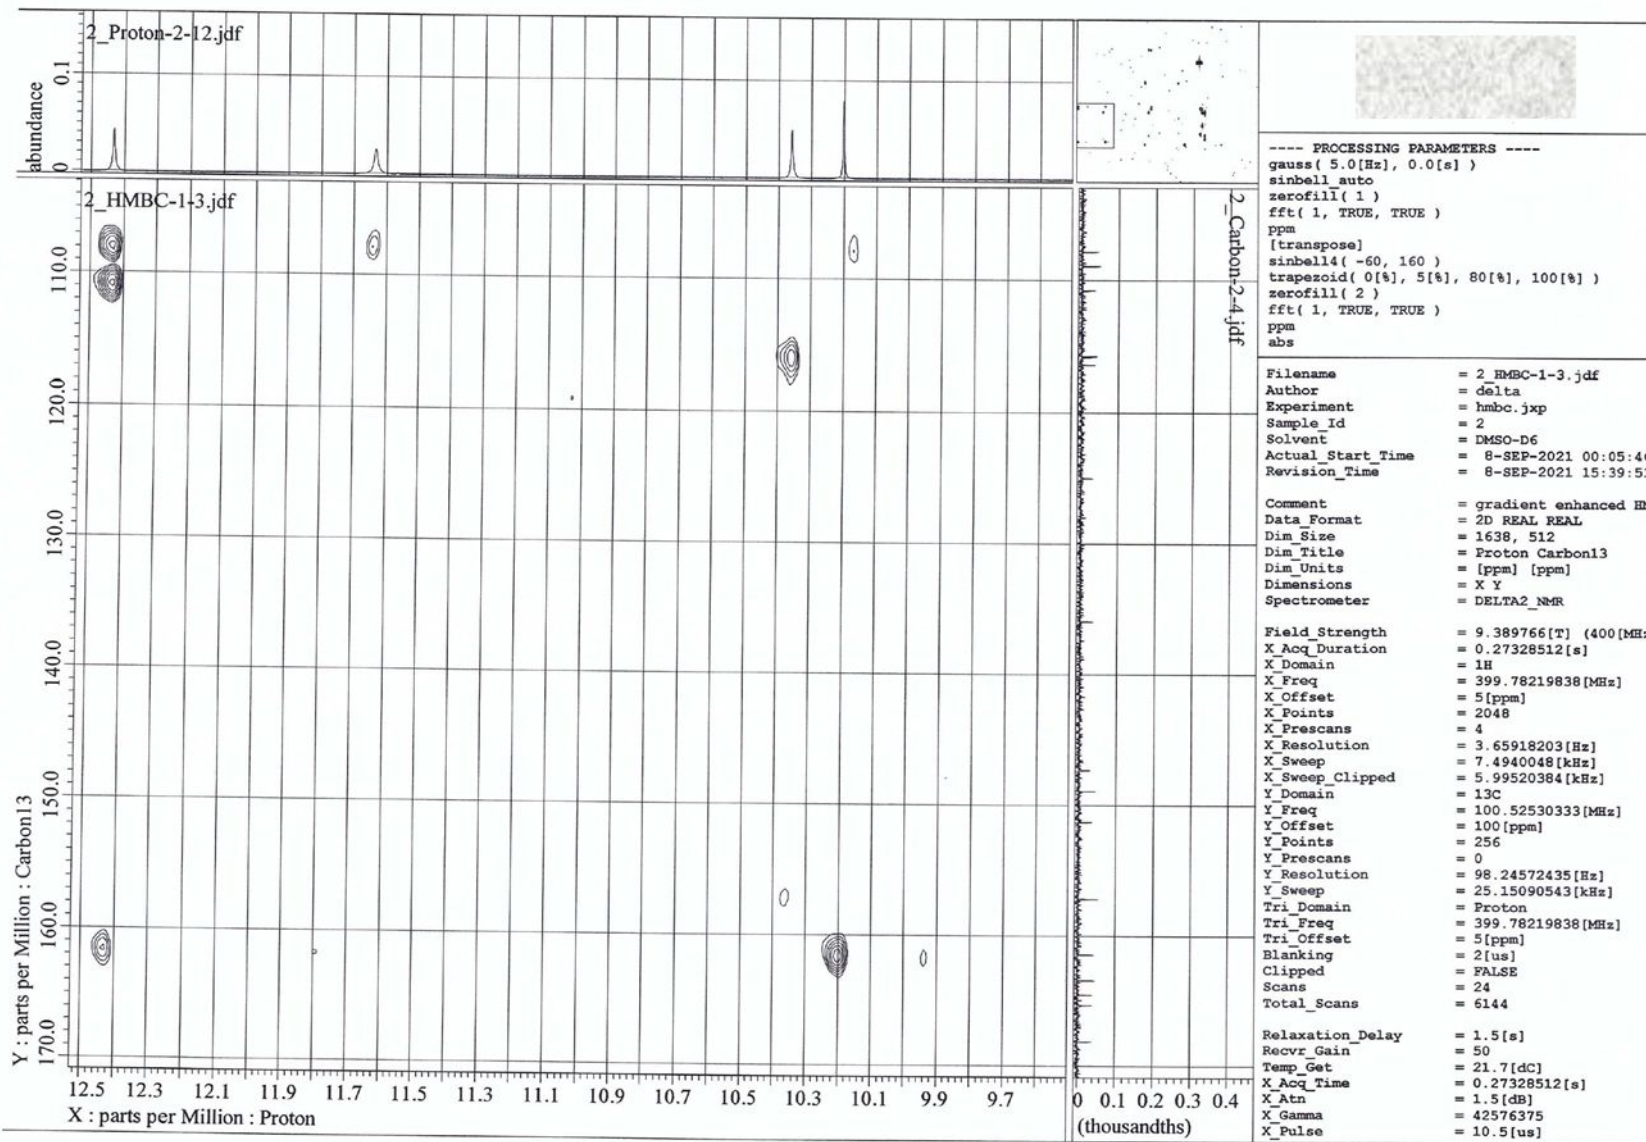 2_Proton-2-12.jdf
abundance
0 0.1
2_HMBC-1-3.jdf
110.0
120.0
130.0
140.0
150.0
160.0
170.0
Y : parts per Million : Carbon13
12.5 12.3 12.1 11.9 11.7 11.5 11.3 11.1 10.9 10.7 10.5 10.3 10.1 9.9 9.7
X : parts per Million : Proton
2_Carbon-2-4.jdf
0 0.1 0.2 0.3 0.4
(thousandths)
---- PROCESSING PARAMETERS ----
gauss( 5.0[Hz], 0.0[s] )
sinbell_auto
zerofill( 1 )
fft( 1, TRUE, TRUE )
ppm
[transpose]
sinbell4( -60, 160 )
trapezoid( 0[%], 5[%], 80[%], 100[%] )
zerofill( 2 )
fft( 1, TRUE, TRUE )
ppm
abs
Filename = 2_HMBC-1-3.jdf
Author = delta
Experiment = hmbc.jxp
Sample_Id = 2
Solvent = DMSO-D6
Actual_Start_Time = 8-SEP-2021 00:05:4
Revision_Time = 8-SEP-2021 15:39:5
Comment = gradient enhanced
Data_Format = 2D REAL REAL
Dim_Size = 1638, 512
Dim_Title = Proton Carbon13
Dim_Units = [ppm] [ppm]
Dimensions = X Y
Spectrometer = DELTA2_NMR
Field_Strength = 9.389766[T] (400[MH
X_Acq_Duration = 0.27328512[s]
X_Domain = 1H
X_Freq = 399.78219838[MHz]
X_Offset = 5[ppm]
X_Points = 2048
X_Prescans = 4
X_Resolution = 3.65918203[Hz]
X_Sweep = 7.4940048[kHz]
X_Sweep_Clipped = 5.99520384[kHz]
Y_Domain = 13C
Y_Freq = 100.52530333[MHz]
Y_Offset = 100[ppm]
Y_Points = 256
Y_Prescans = 0
Y_Resolution = 98.24572435[Hz]
Y_Sweep = 25.15090543[kHz]
Tri_Domain = Proton
Tri_Freq = 399.78219838[MHz]
Tri_Offset = 5[ppm]
Blanking = 2[us]
Clipped = FALSE
Scans = 24
Total_Scans = 6144
Relaxation_Delay = 1.5[s]
Recvr_Gain = 50
Temp_Get = 21.7[dC]
X_Acq_Time = 0.27328512[s]
X_Atn = 1.5[dB]
X_Gamma = 42576375
X_Pulse = 10.5[us]